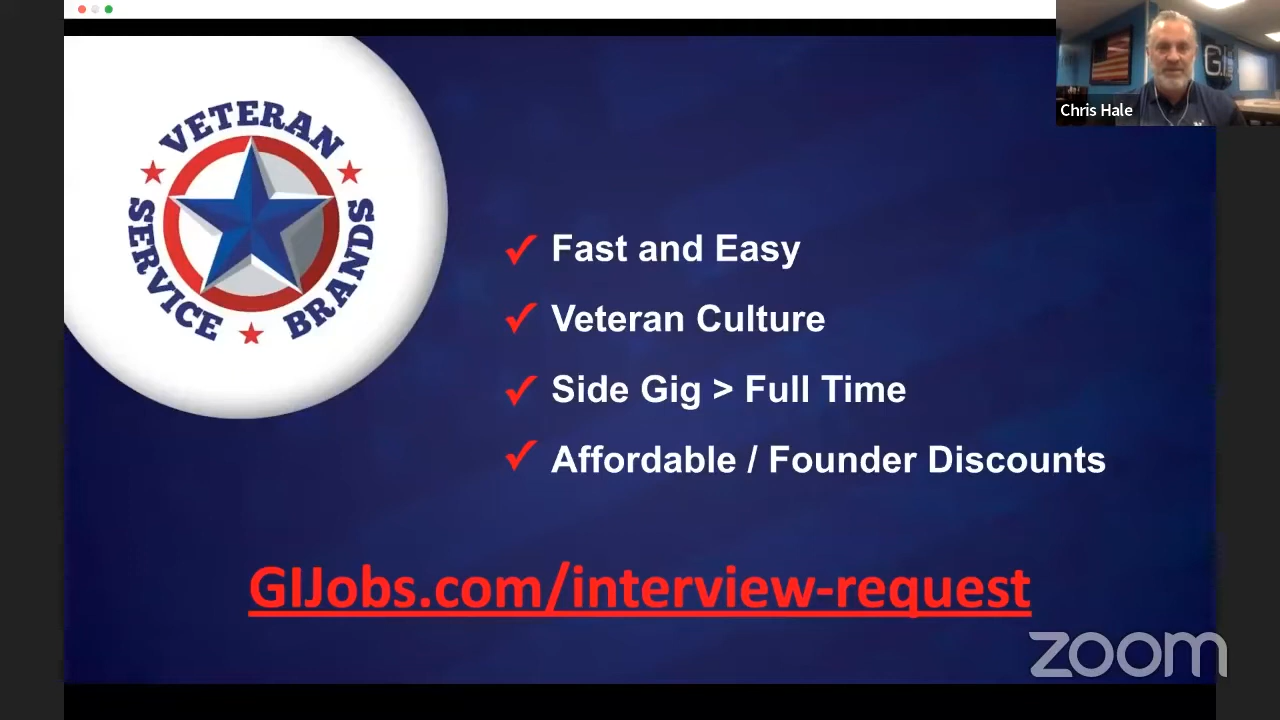 VETERAN
SERVICE BRANDS
Chris Hale
G.I.
Fast and Easy
Veteran Culture
Side Gig > Full Time
Affordable / Founder Discounts
GIJobs.com/interview-request
zoom